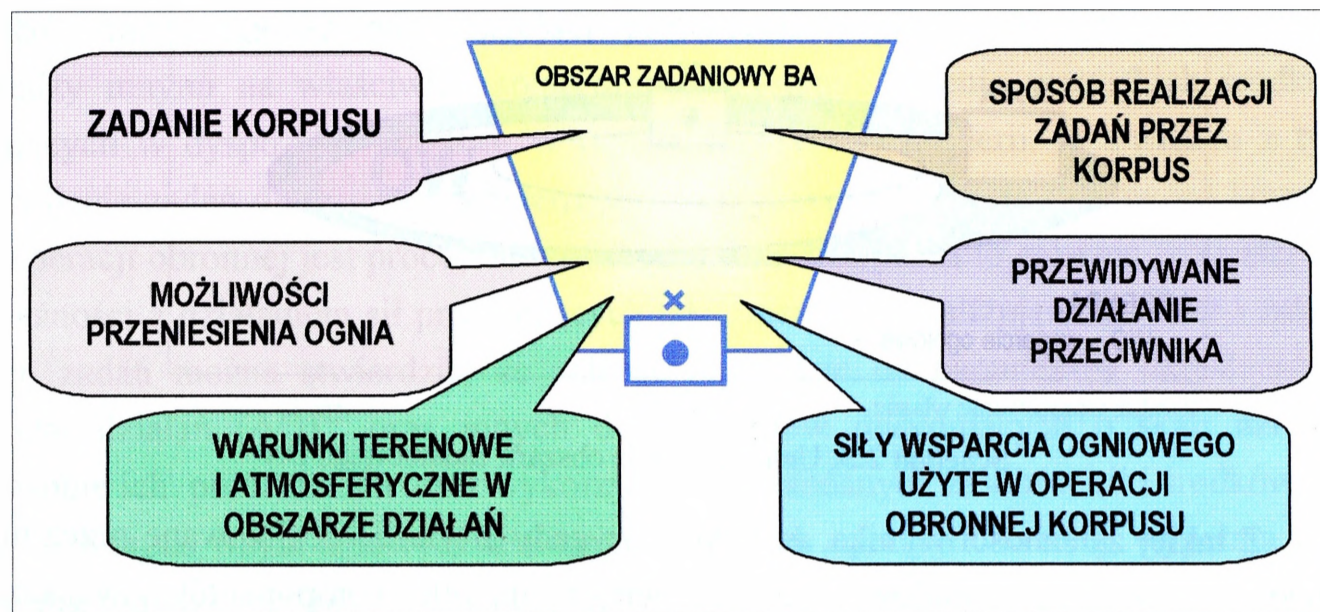 OBSZAR ZADANIOWY BA
ZADANIE KORPUSU
SPOSÓB REALIZACJI
ZADAŃ PRZEZ
KORPUS
MOŻLIWOŚCI
PRZENIESIENIA OGNIA
PRZEWIDYWANE
DZIAŁANIE
PRZECIWNIKA
WARUNKI TERENOWE
I ATMOSFERYCZNE W
OBSZARZE DZIAŁAŃ
SIŁY WSPARCIA OGNIOWEGO
UŻYTE W OPERACJI
OBRONNEJ KORPUSU